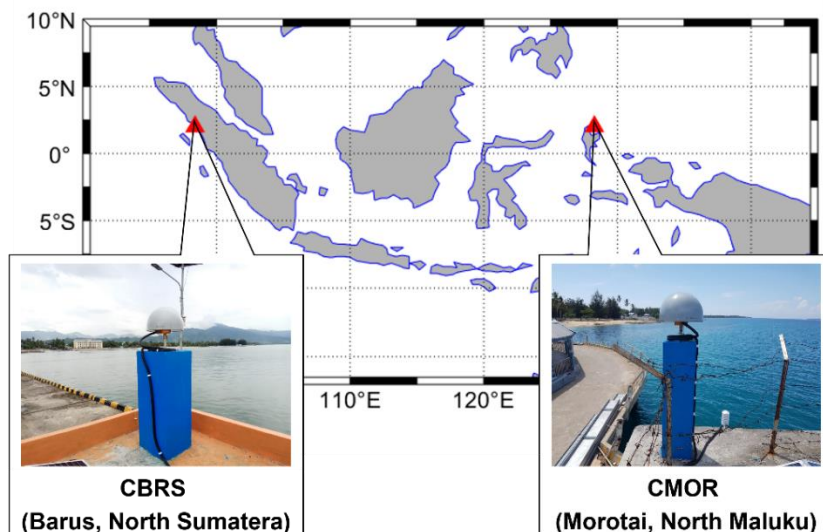 10°N
5°N
0°
5°S
110°E
120°E
CBRS
(Barus, North Sumatera)
CMOR
(Morotai, North Maluku)